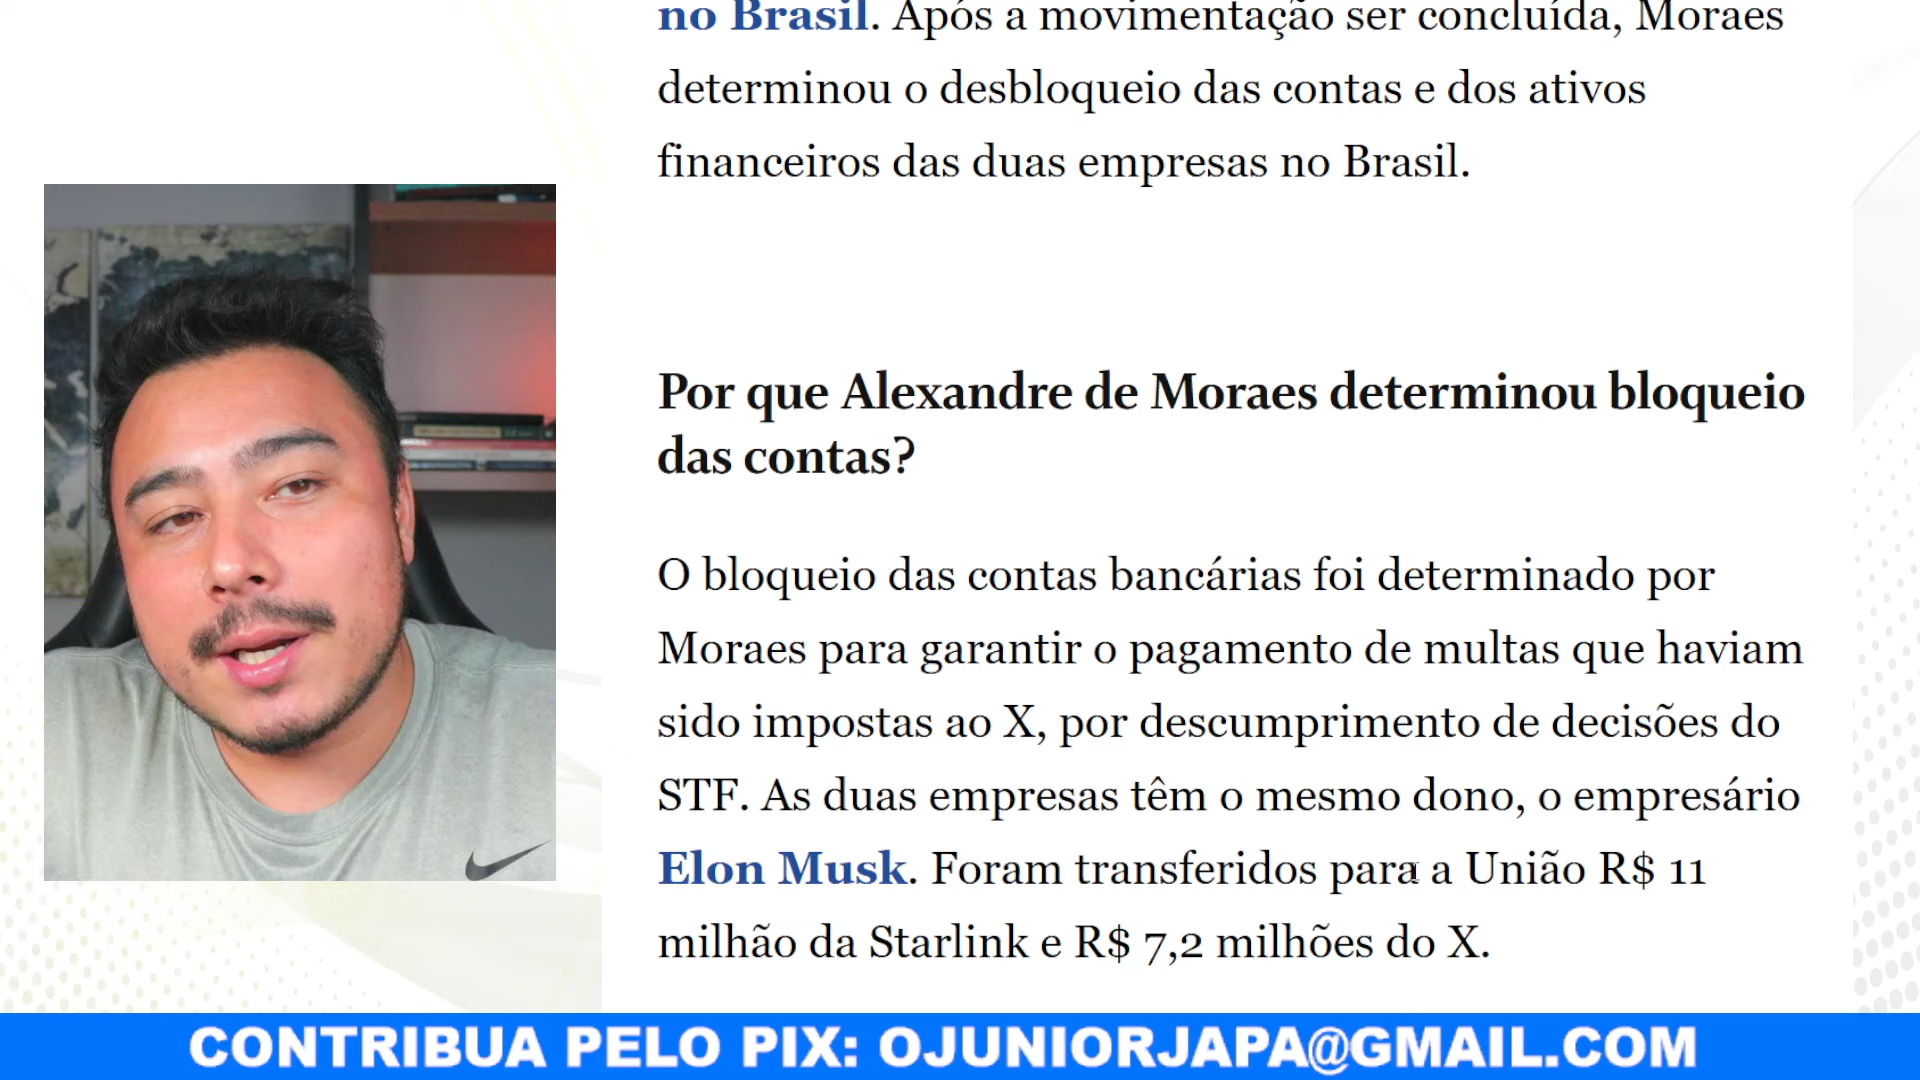 no Brasil. Após a movimentação ser concluída, Moraes
determinou o desbloqueio das contas e dos ativos
financeiros das duas empresas no Brasil.
Por que Alexandre de Moraes determinou bloqueio
das contas?
O bloqueio das contas bancárias foi determinado por
Moraes para garantir o pagamento de multas que haviam
sido impostas ao X, por descumprimento de decisões do
STF. As duas empresas têm o mesmo dono, o empresário
Elon Musk. Foram transferidos para a União R$ 11
milhão da Starlink e R$ 7,2 milhões do X.
CONTRIBUA PELO PIX: OJUNIORJAPA@GMAIL.COM